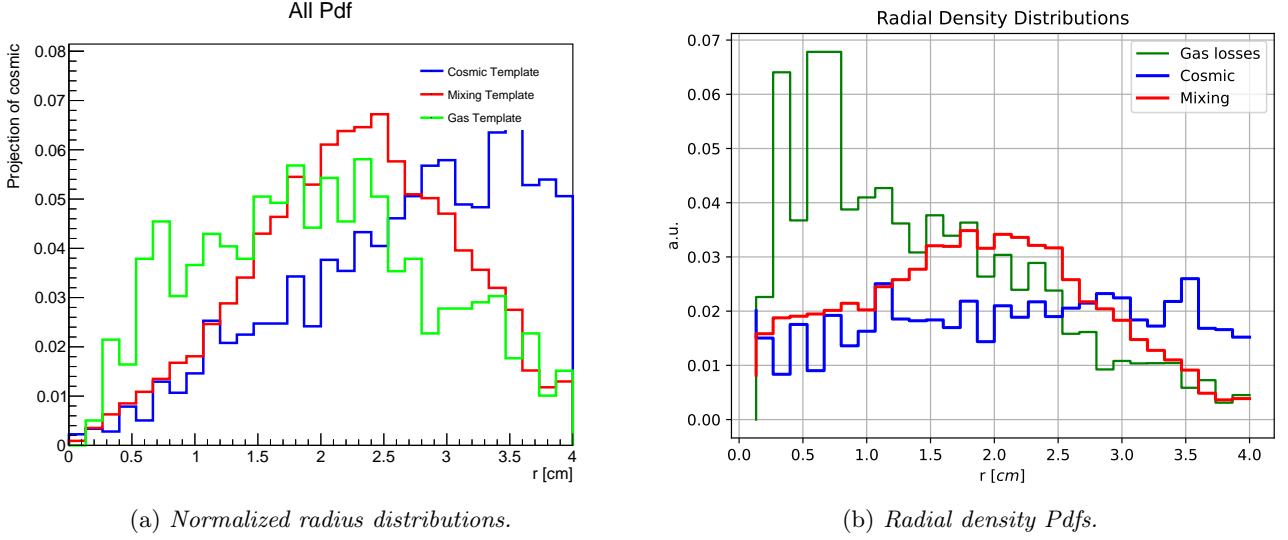 All Pdf
Projection of cosmic
0.08
0.07
0.06
0.05
0.04
0.03
0.02
0.01
0
Cosmic Template
Mixing Template
Gas Template
0 0.5 1 1.5 2 2.5 3 3.5 4
r [cm]
(a) Normalized radius distributions.
Radial Density Distributions
a.u.
0.07
0.06
0.05
0.04
0.03
0.02
0.01
0.00
Gas losses
Cosmic
Mixing
0.0 0.5 1.0 1.5 2.0 2.5 3.0 3.5 4.0
r [cm]
(b) Radial density Pdfs.